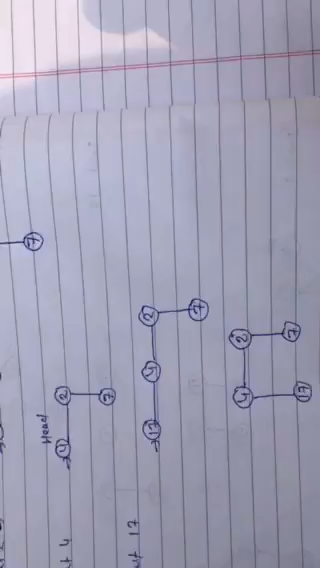 7
Head
4 → 4 2
7
17 → 17 4 2
7
4 2
17 7